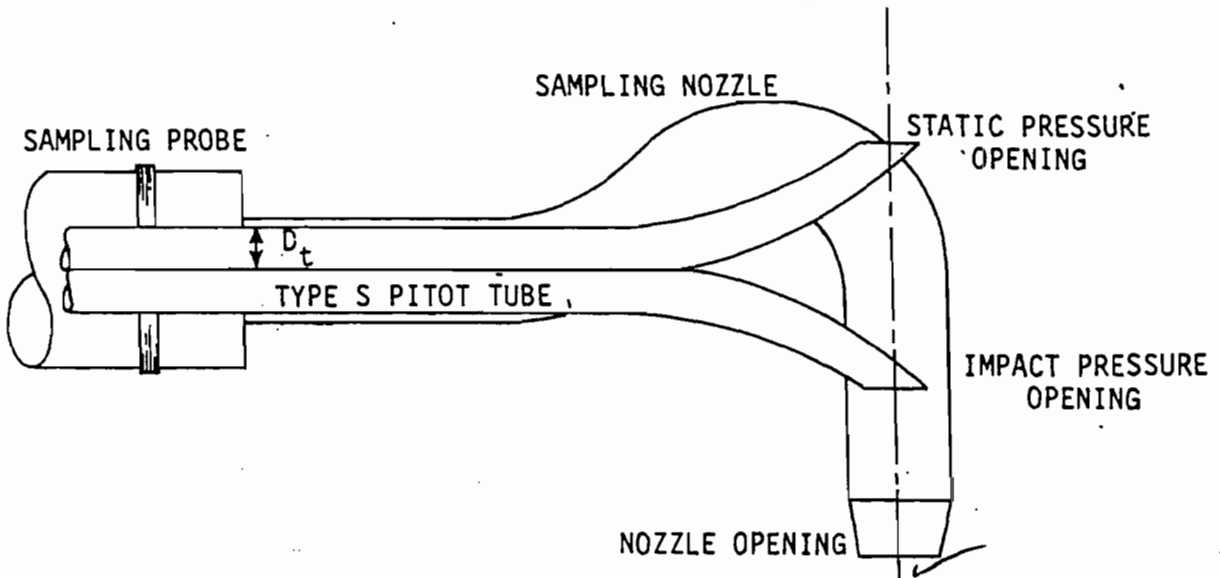 SAMPLING NOZZLE
SAMPLING PROBE
STATIC PRESSURE
OPENING
Dt
TYPE S PITOT TUBE
IMPACT PRESSURE
OPENING
NOZZLE OPENING